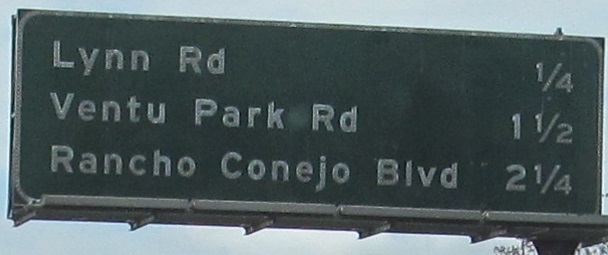 Lynn Rd 1/4
Ventu Park Rd 1 1/2
Rancho Conejo Blvd 2 1/4